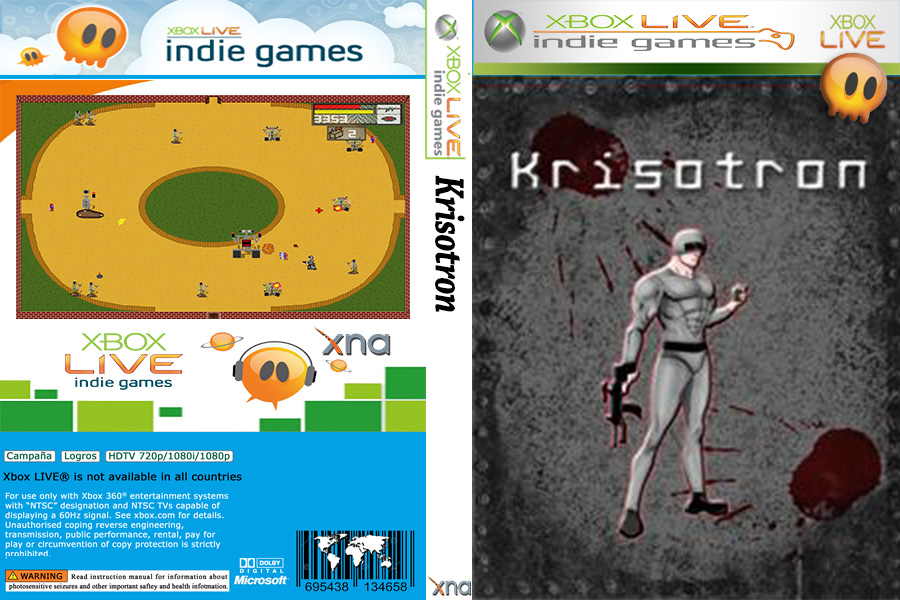 XBOX LIVE
indie games
2
XBOX
LIVE
indie games
xna
Campaña
Logros
HDTV 720p/1080i/1080p
Xbox LIVE® is not available in all countries
For use only with Xbox 360® entertainment systems
with "NTSC" designation and NTSC TVs capable of
displaying a 60Hz signal. See xbox.com for details.
Unauthorised coping reverse engineering,
transmission, public performance, rental, pay for
play or circumvention of copy protection is strictly
prohibited.
WARNING Read instruction manual for information about
photosensitive seizures and other important saftey and health infotmation.
DOLBY
DIGITAL
Microsoft
695438 134658
XBOX LIVE
indie games
Krisotron
xna
XBOX LIVE
indie games
XBOX
LIVE
Krisotron